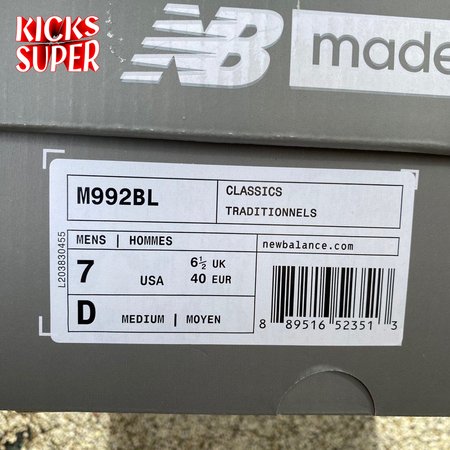 KICKS
SUPER
NB
made
M992BL
CLASSICS
TRADITIONNELS
MENS | HOMMES
7
USA
6½ UK
40 EUR
D
MEDIUM | MOYEN
newbalance.com
8 89516 52351 3
L203830455